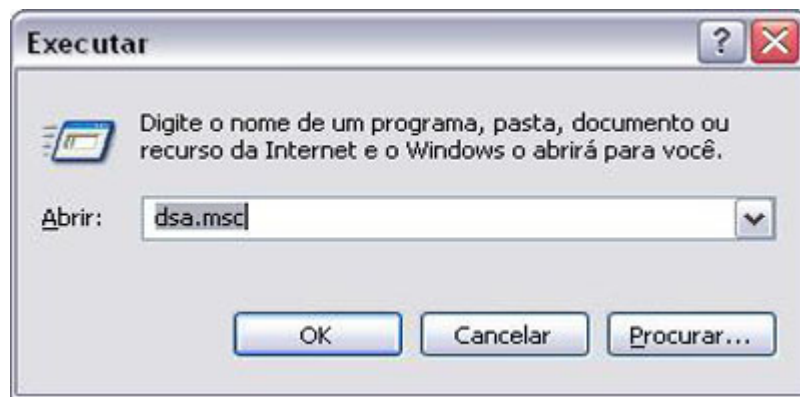 Executar
Digite o nome de um programa, pasta, documento ou
recurso da Internet e o Windows o abrirá para você.
Abrir: dsa.msc
OK Cancelar Procurar...